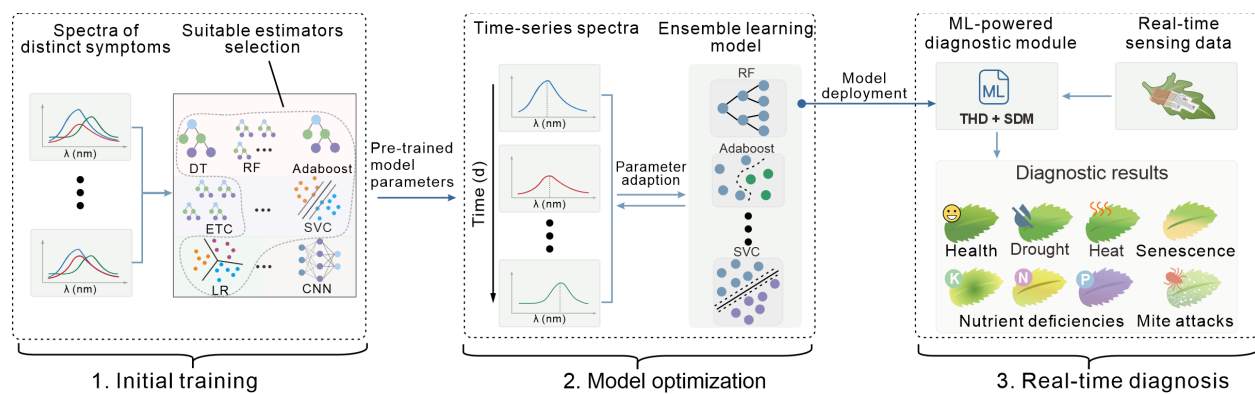 Spectra of
distinct symptoms
Suitable estimators
selection
λ (nm)
λ (nm)
DT
RF
Adaboost
ETC
SVC
LR
CNN
1. Initial training
Pre-trained
model
parameters
Time-series spectra
Ensemble learning
model
Time (d)
λ (nm)
λ (nm)
λ (nm)
Parameter
adaption
RF
Adaboost
SVC
2. Model optimization
Model
deployment
ML-powered
diagnostic module
Real-time
sensing data
ML
THD + SDM
Diagnostic results
Health
Drought
Heat
Senescence
K
N
P
Nutrient deficiencies
Mite attacks
3. Real-time diagnosis